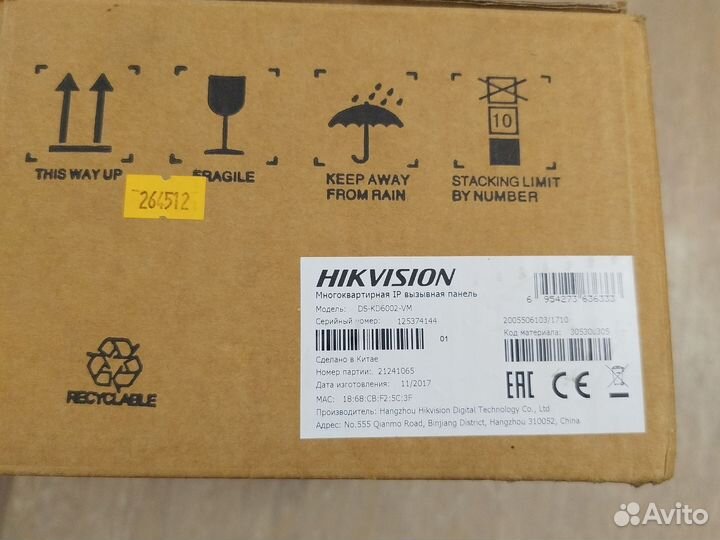 10
THIS WAY UP
FRAGILE
KEEP AWAY
FROM RAIN
STACKING LIMIT
BY NUMBER
264512
RECYCLABLE
HIKVISION
Многоквартирная IP вызывная панель
Модель: DS-KD6002-VM
Серийный номер: 125374144
01
Сделано в Китае
Номер партии: 21241065
Дата изготовления: 11/2017
MAC: 18:68:CB:F2:5C:3F
Производитель: Hangzhou Hikvision Digital Technology Co., Ltd
Адрес: No.555 Qianmo Road, Binjiang District, Hangzhou 310052, China
6 954273 636333
2005506103/1710
Код материала: 305300305
EAC CE
Avito